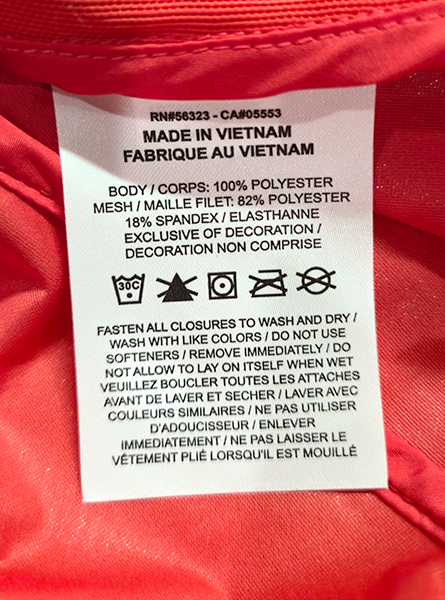 RN#56323 - CA#05553
MADE IN VIETNAM
FABRIQUE AU VIETNAM
BODY / CORPS: 100% POLYESTER
MESH / MAILLE FILET: 82% POLYESTER
18% SPANDEX / ELASTHANNE
EXCLUSIVE OF DECORATION /
DECORATION NON COMPRISE
30C
FASTEN ALL CLOSURES TO WASH AND DRY /
WASH WITH LIKE COLORS / DO NOT USE
SOFTENERS / REMOVE IMMEDIATELY / DO
NOT ALLOW TO LAY ON ITSELF WHEN WET
VEUILLEZ BOUCLER TOUTES LES ATTACHES
AVANT DE LAVER ET SECHER / LAVER AVEC
COULEURS SIMILAIRES / NE PAS UTILISER
D'ADOUCISSEUR / ENLEVER
IMMEDIATEMENT / NE PAS LAISSER LE
VÊTEMENT PLIÉ LORSQU'IL EST MOUILLÉ